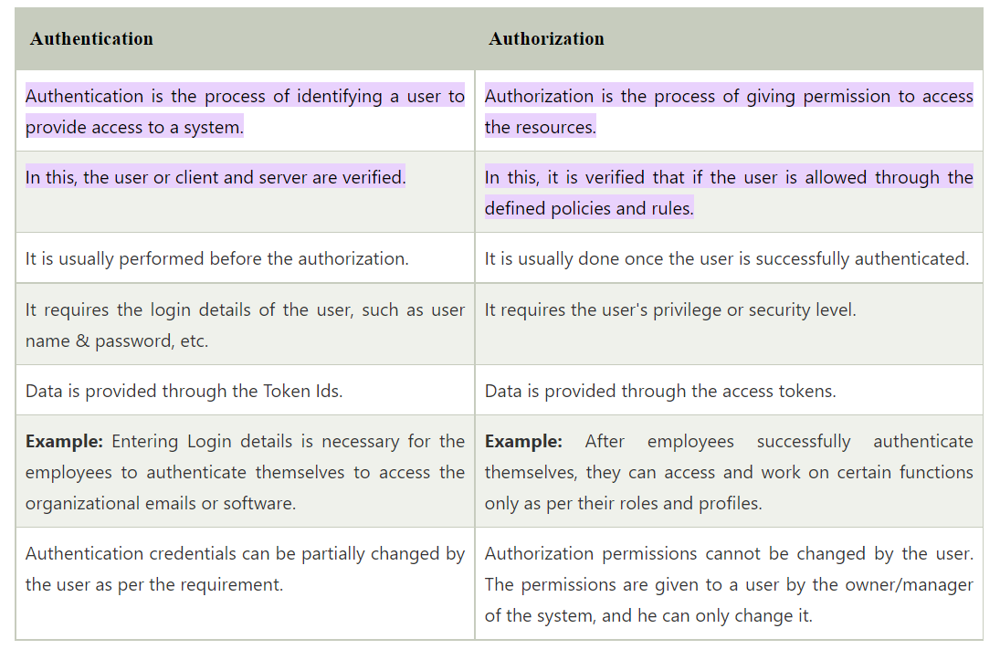 Authentication
Authorization
Authentication is the process of identifying a user to
provide access to a system.
Authorization is the process of giving permission to access
the resources.
In this, the user or client and server are verified.
In this, it is verified that if the user is allowed through the
defined policies and rules.
It is usually performed before the authorization.
It is usually done once the user is successfully authenticated.
It requires the login details of the user, such as user
name & password, etc.
It requires the user's privilege or security level.
Data is provided through the Token Ids.
Data is provided through the access tokens.
Example: Entering Login details is necessary for the
employees to authenticate themselves to access the
organizational emails or software.
Example: After employees successfully authenticate
themselves, they can access and work on certain functions
only as per their roles and profiles.
Authentication credentials can be partially changed by
the user as per the requirement.
Authorization permissions cannot be changed by the user.
The permissions are given to a user by the owner/manager
of the system, and he can only change it.